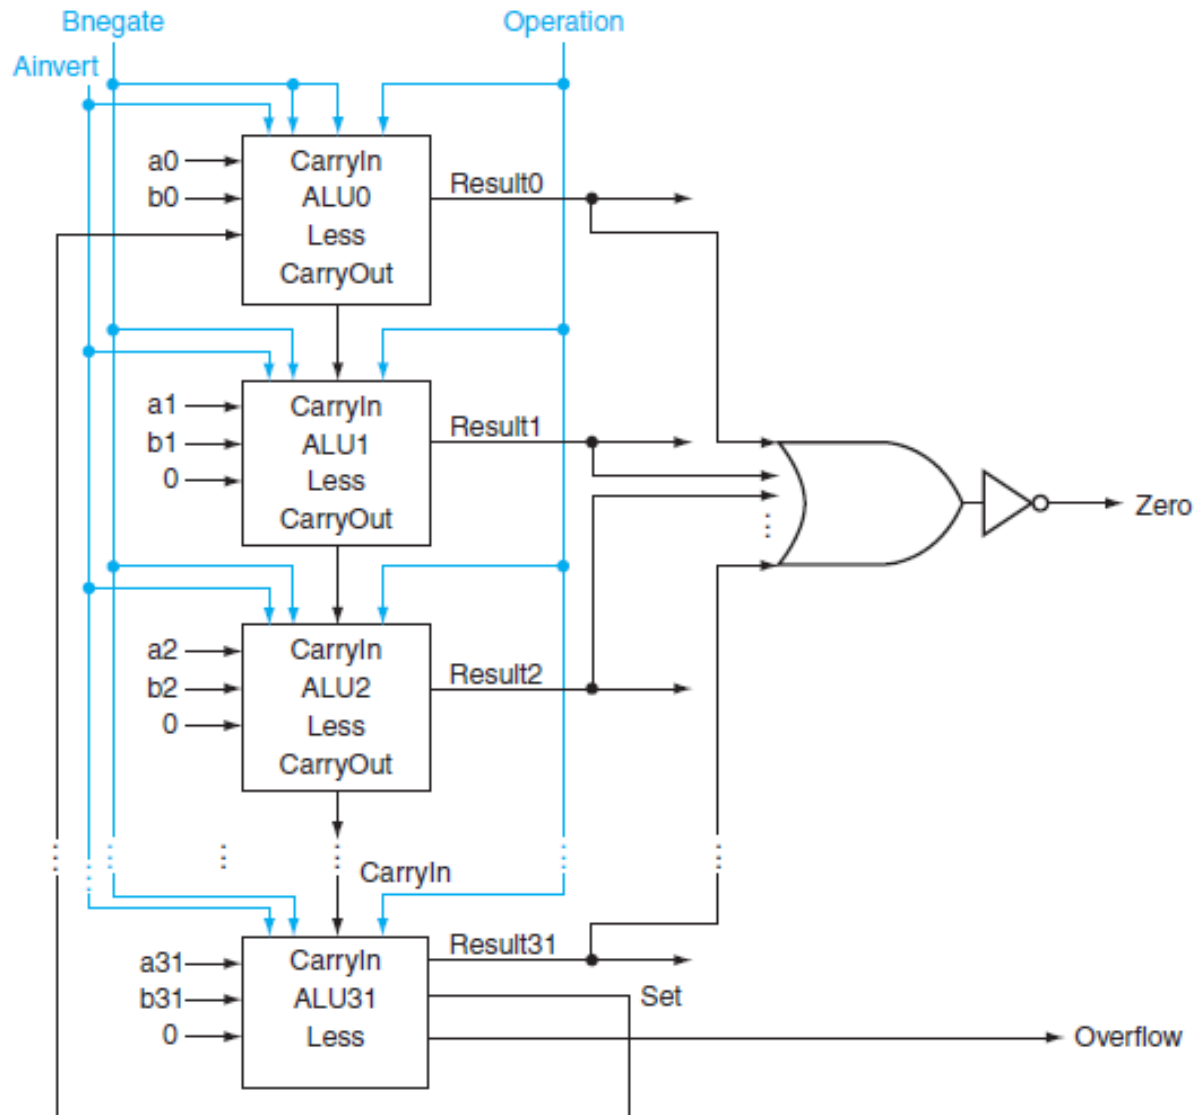 Bnegate
Operation
Ainvert
a0
CarryIn
b0
ALU0
Result0
Less
CarryOut
a1
CarryIn
b1
ALU1
Result1
0
Less
CarryOut
Zero
a2
CarryIn
b2
ALU2
Result2
0
Less
CarryOut
CarryIn
a31
CarryIn
Result31
b31
ALU31
Set
0
Less
Overflow